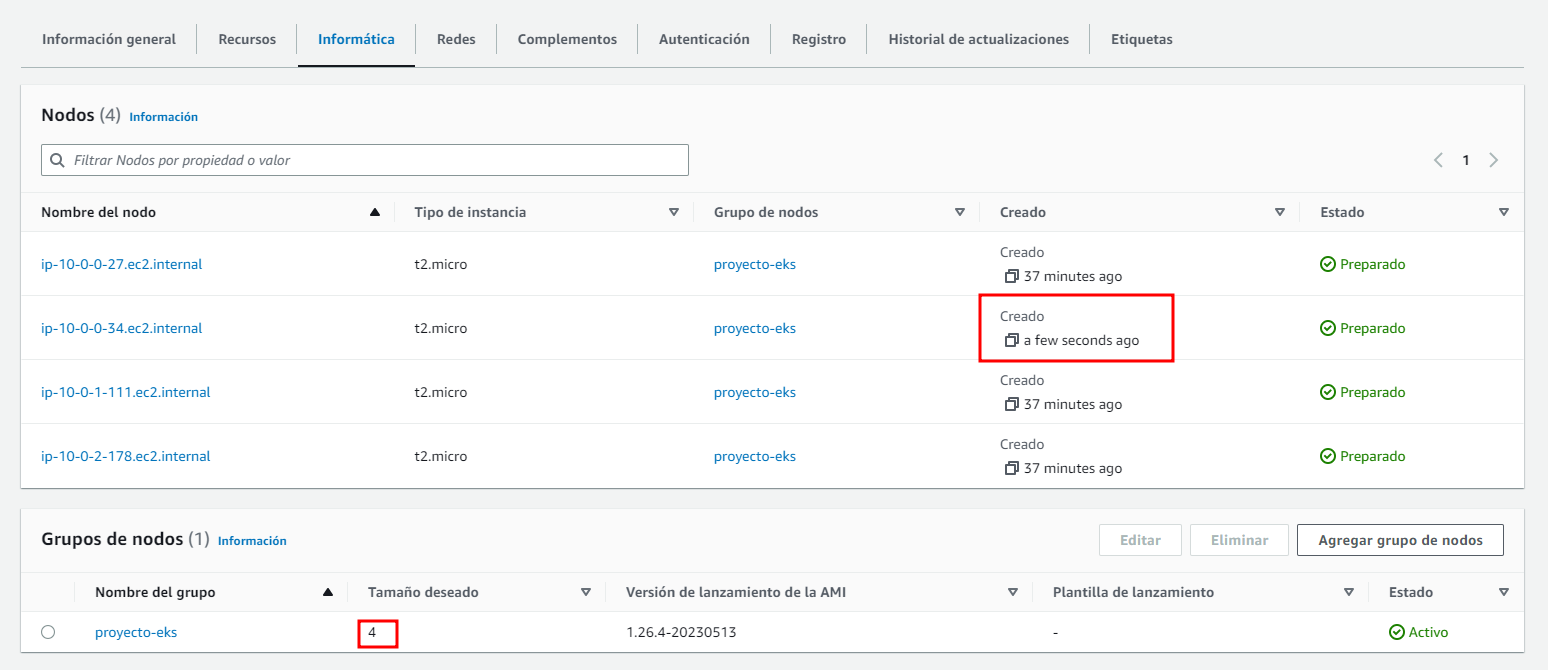 Información general Recursos Informática Redes Complementos Autenticación Registro Historial de actualizaciones Etiquetas
Nodos (4) Información
Filtrar Nodos por propiedad o valor
1
Nombre del nodo Tipo de instancia Grupo de nodos Creado Estado
ip-10-0-0-27.ec2.internal t2.micro proyecto-eks Creado 37 minutes ago Preparado
ip-10-0-0-34.ec2.internal t2.micro proyecto-eks Creado a few seconds ago Preparado
ip-10-0-1-111.ec2.internal t2.micro proyecto-eks Creado 37 minutes ago Preparado
ip-10-0-2-178.ec2.internal t2.micro proyecto-eks Creado 37 minutes ago Preparado
Grupos de nodos (1) Información Editar Eliminar Agregar grupo de nodos
Nombre del grupo Tamaño deseado Versión de lanzamiento de la AMI Plantilla de lanzamiento Estado
proyecto-eks 4 1.26.4-20230513 - Activo